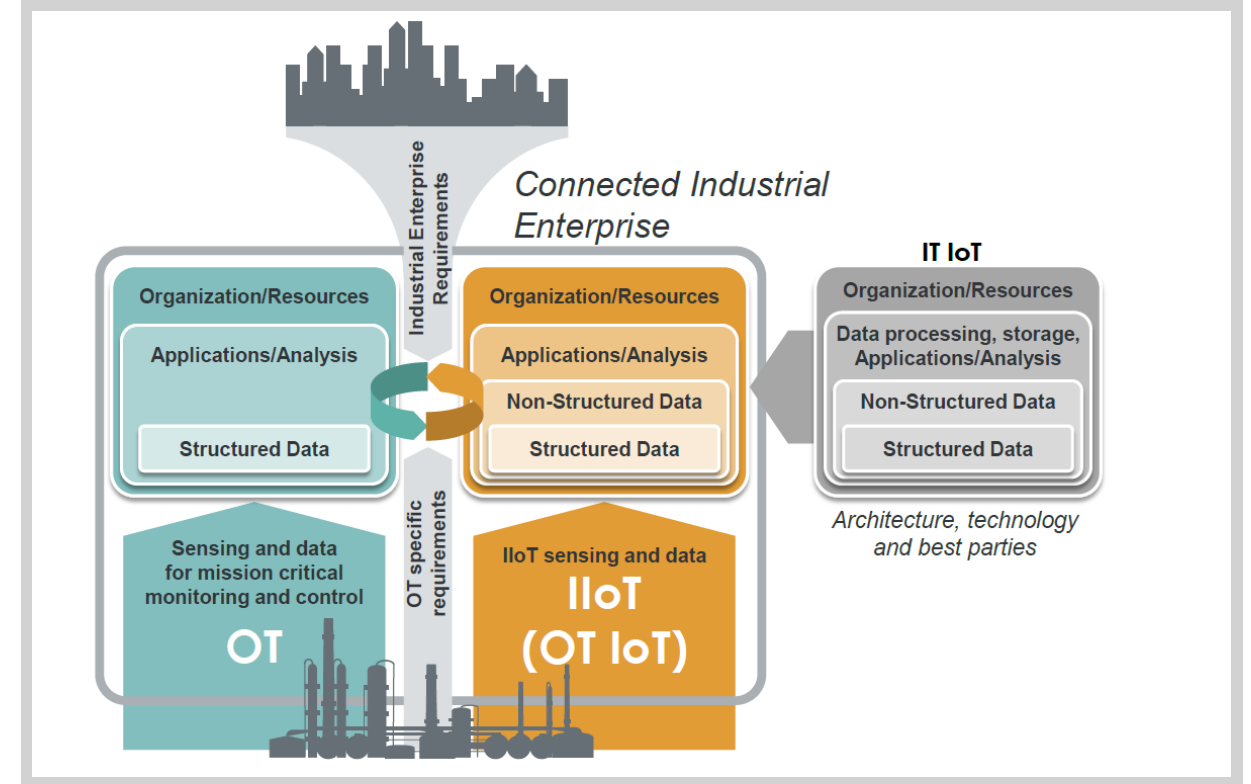 Industrial Enterprise
Requirements
Connected Industrial
Enterprise
Organization/Resources
Applications/Analysis
Structured Data
Organization/Resources
Applications/Analysis
Non-Structured Data
Structured Data
IT IoT
Organization/Resources
Data processing, storage,
Applications/Analysis
Non-Structured Data
Structured Data
Architecture, technology
and best parties
Sensing and data
for mission critical
monitoring and control
OT
OT specific
requirements
IIoT sensing and data
IIoT
(OT IoT)